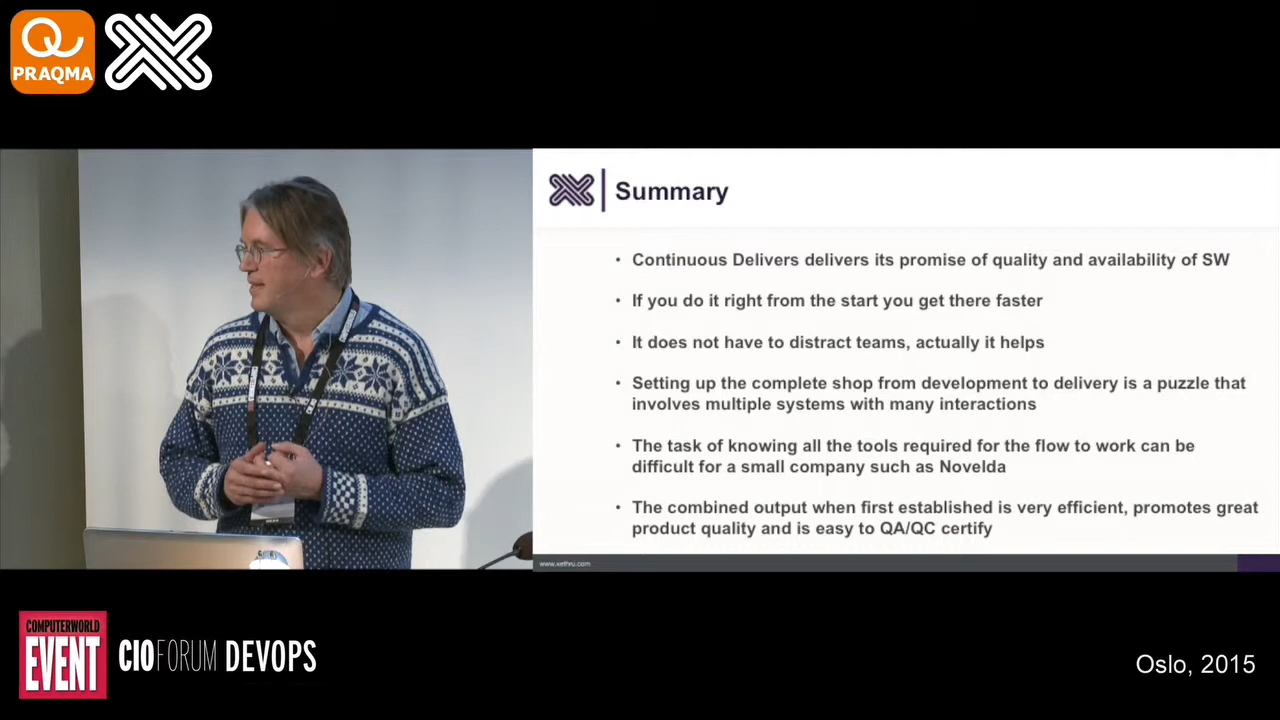 PRAQMA
Summary
• Continuous Delivers delivers its promise of quality and availability of SW
• If you do it right from the start you get there faster
• It does not have to distract teams, actually it helps
• Setting up the complete shop from development to delivery is a puzzle that
involves multiple systems with many interactions
• The task of knowing all the tools required for the flow to work can be
difficult for a small company such as Novelda
• The combined output when first established is very efficient, promotes great
product quality and is easy to QA/QC certify
www.xethru.com
COMPUTERWORLD
EVENT
CIOFORUM DEVOPS
Oslo, 2015